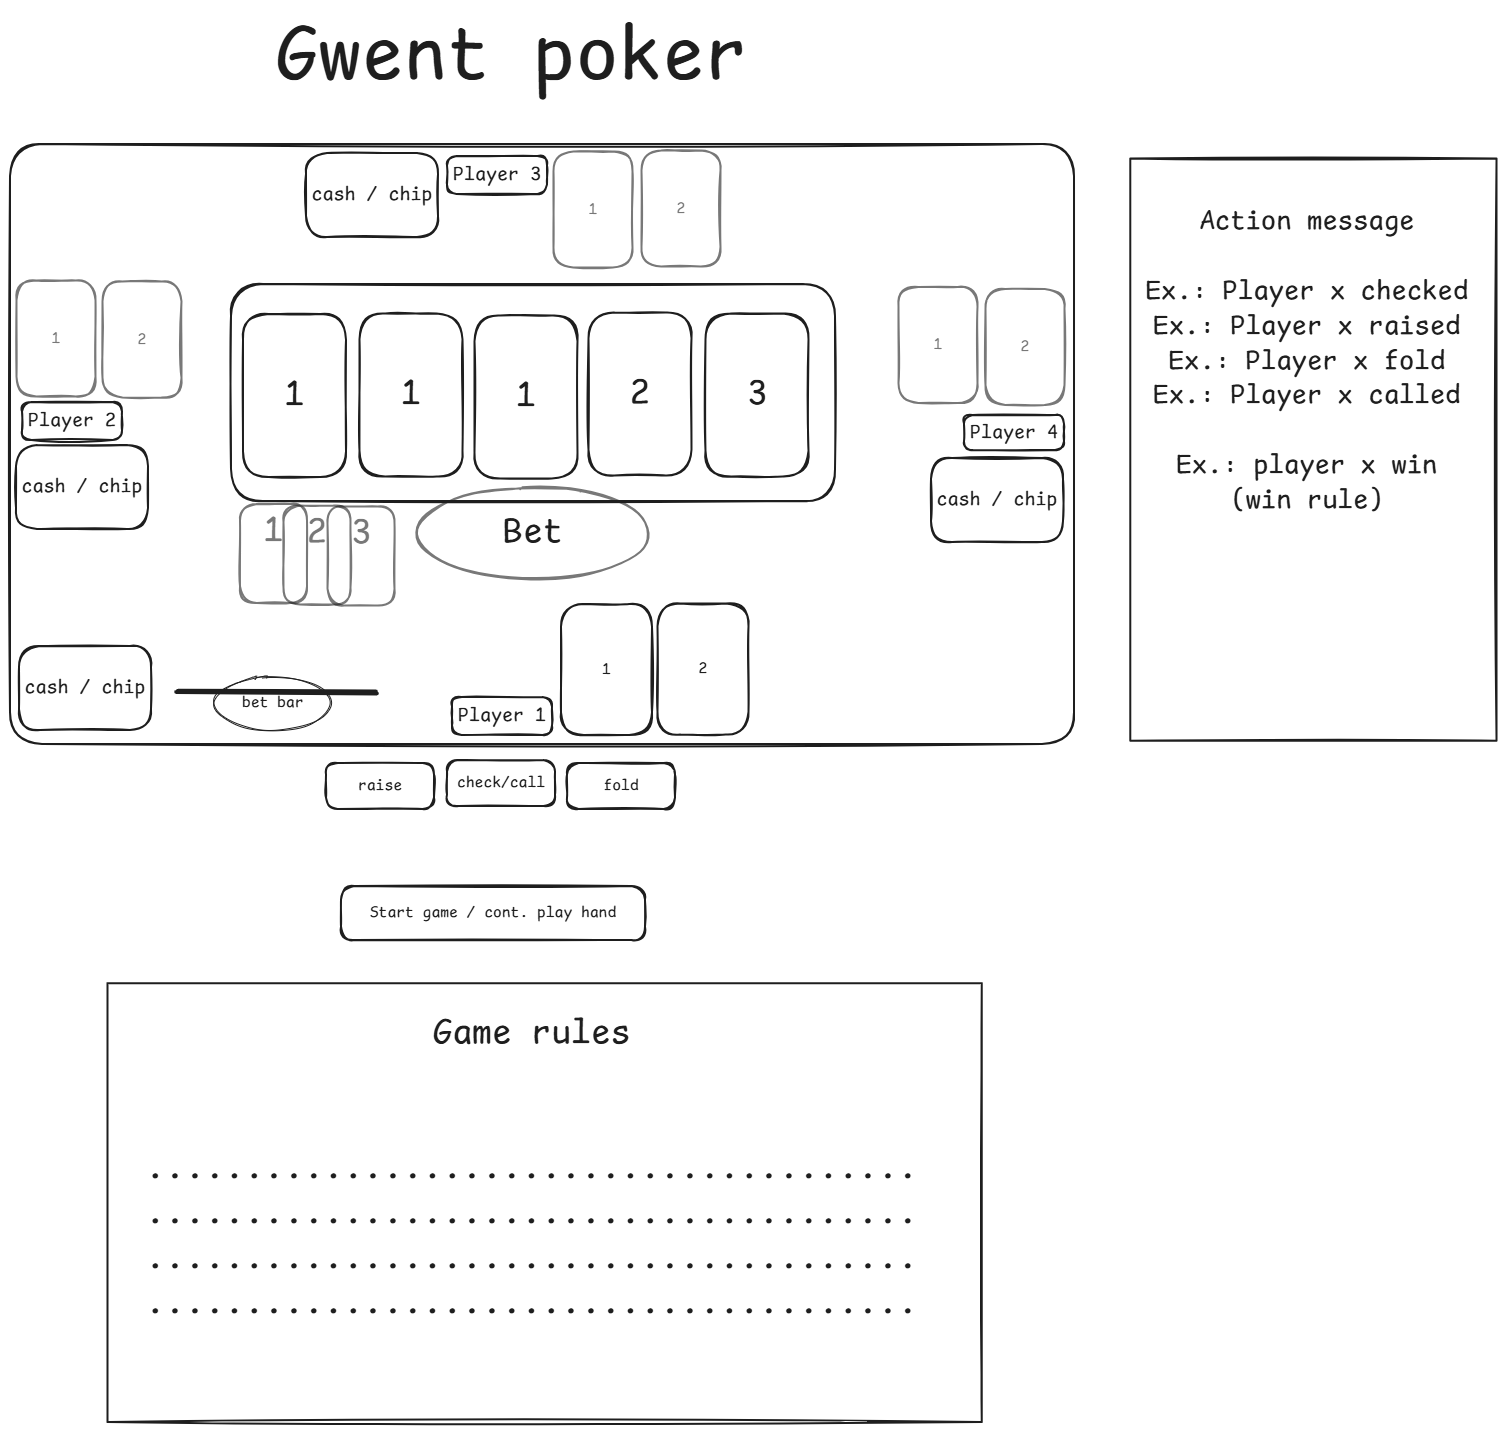 Gwent poker
cash / chip
Player 3
1
2
1
2
Player 2
cash / chip
1
1
1
2
3
1
2
Player 4
cash / chip
1
2
3
Bet
cash / chip
bet bar
Player 1
1
2
raise
check/call
fold
Start game / cont. play hand
Action message
Ex.: Player x checked
Ex.: Player x raised
Ex.: Player x fold
Ex.: Player x called
Ex.: player x win
(win rule)
Game rules
. . . . . . . . . . . . . . . . . . . . . . . . . . . . . . . . . . . . . . .
. . . . . . . . . . . . . . . . . . . . . . . . . . . . . . . . . . . . . . .
. . . . . . . . . . . . . . . . . . . . . . . . . . . . . . . . . . . . . . .
. . . . . . . . . . . . . . . . . . . . . . . . . . . . . . . . . . . . . . .